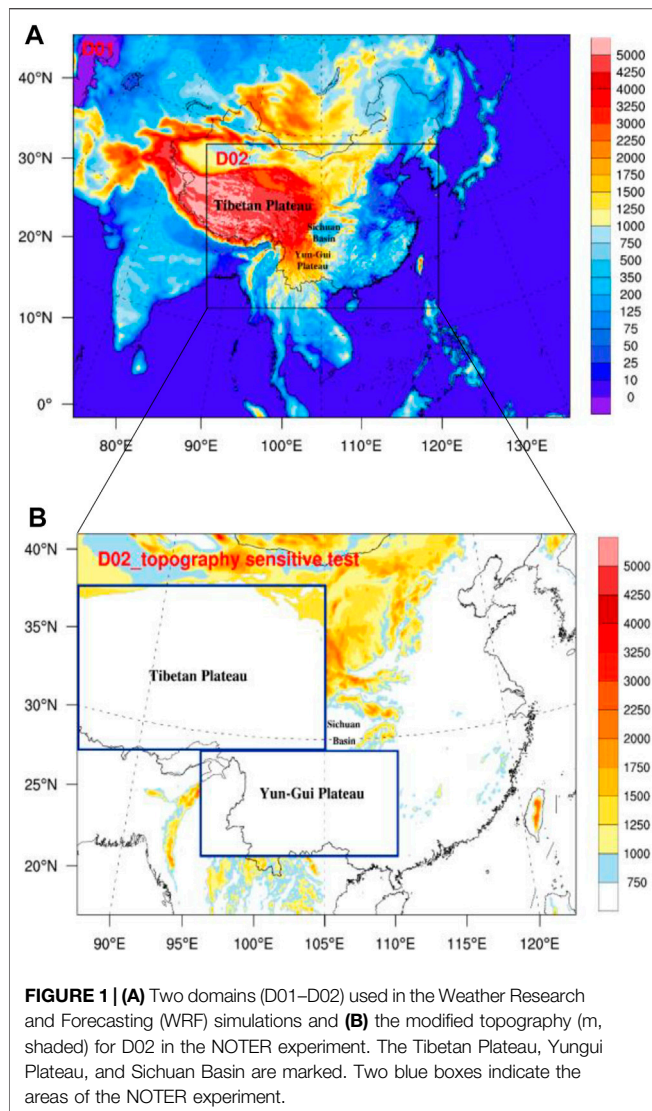 A
D01
40°N
30°N
20°N
10°N
0°
D02
Tibetan Plateau
Sichuan
Basin
Yun-Gui
Plateau
80°E 90°E 100°E 110°E 120°E 130°E
5000
4250
3250
3000
2250
2000
1750
1500
1250
1000
750
500
350
200
125
75
50
25
10
0
B
D02_topography sensitive test
40°N
35°N
30°N
25°N
20°N
Tibetan Plateau
Sichuan
Basin
Yun-Gui Plateau
90°E 95°E 100°E 105°E 110°E 115°E 120°E
5000
4250
3250
3000
2250
2000
1750
1500
1250
1000
750
FIGURE 1 | (A) Two domains (D01–D02) used in the Weather Research
and Forecasting (WRF) simulations and (B) the modified topography (m,
shaded) for D02 in the NOTER experiment. The Tibetan Plateau, Yungui
Plateau, and Sichuan Basin are marked. Two blue boxes indicate the
areas of the NOTER experiment.